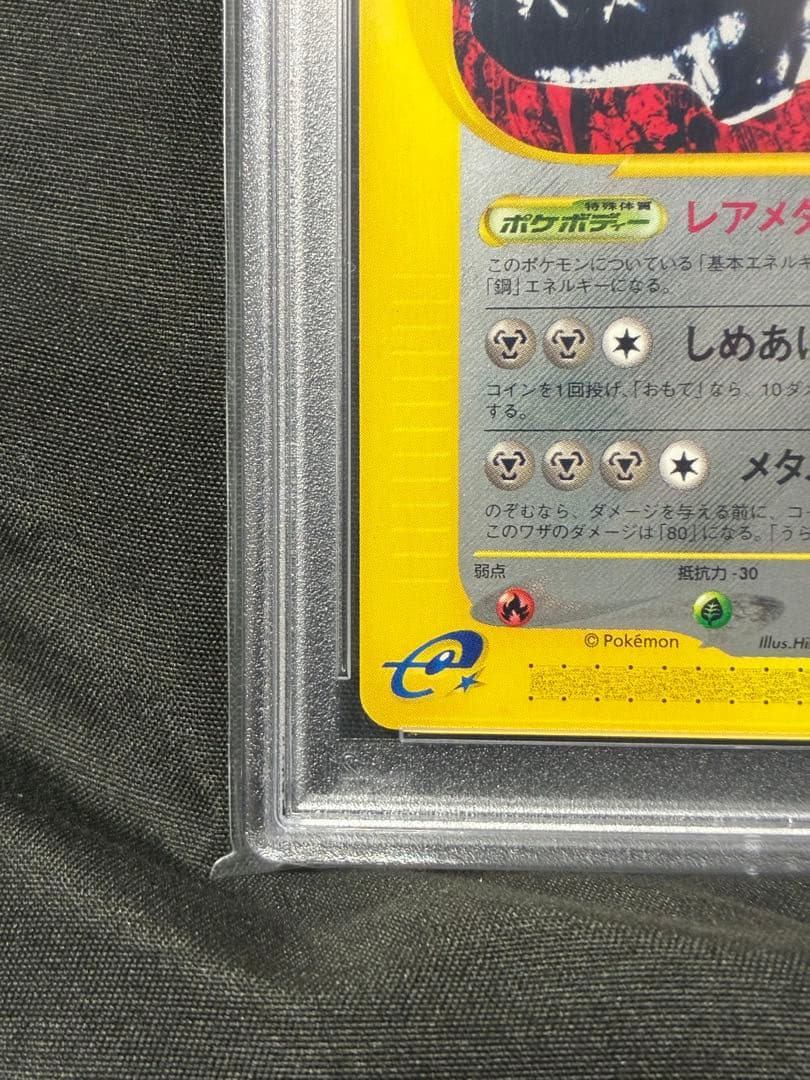 特殊体質
ポケボディー レアメタ
このポケモンについている「基本エネルギ
「鋼」エネルギーになる。
しめあ
コインを1回投げ、「おもて」なら、10ダ
する。
メタ
のぞむなら、ダメージを与える前に、コー
このワザのダメージは「80」になる。「うら
弱点 抵抗力 -30
© Pokémon Illus.Hi
e